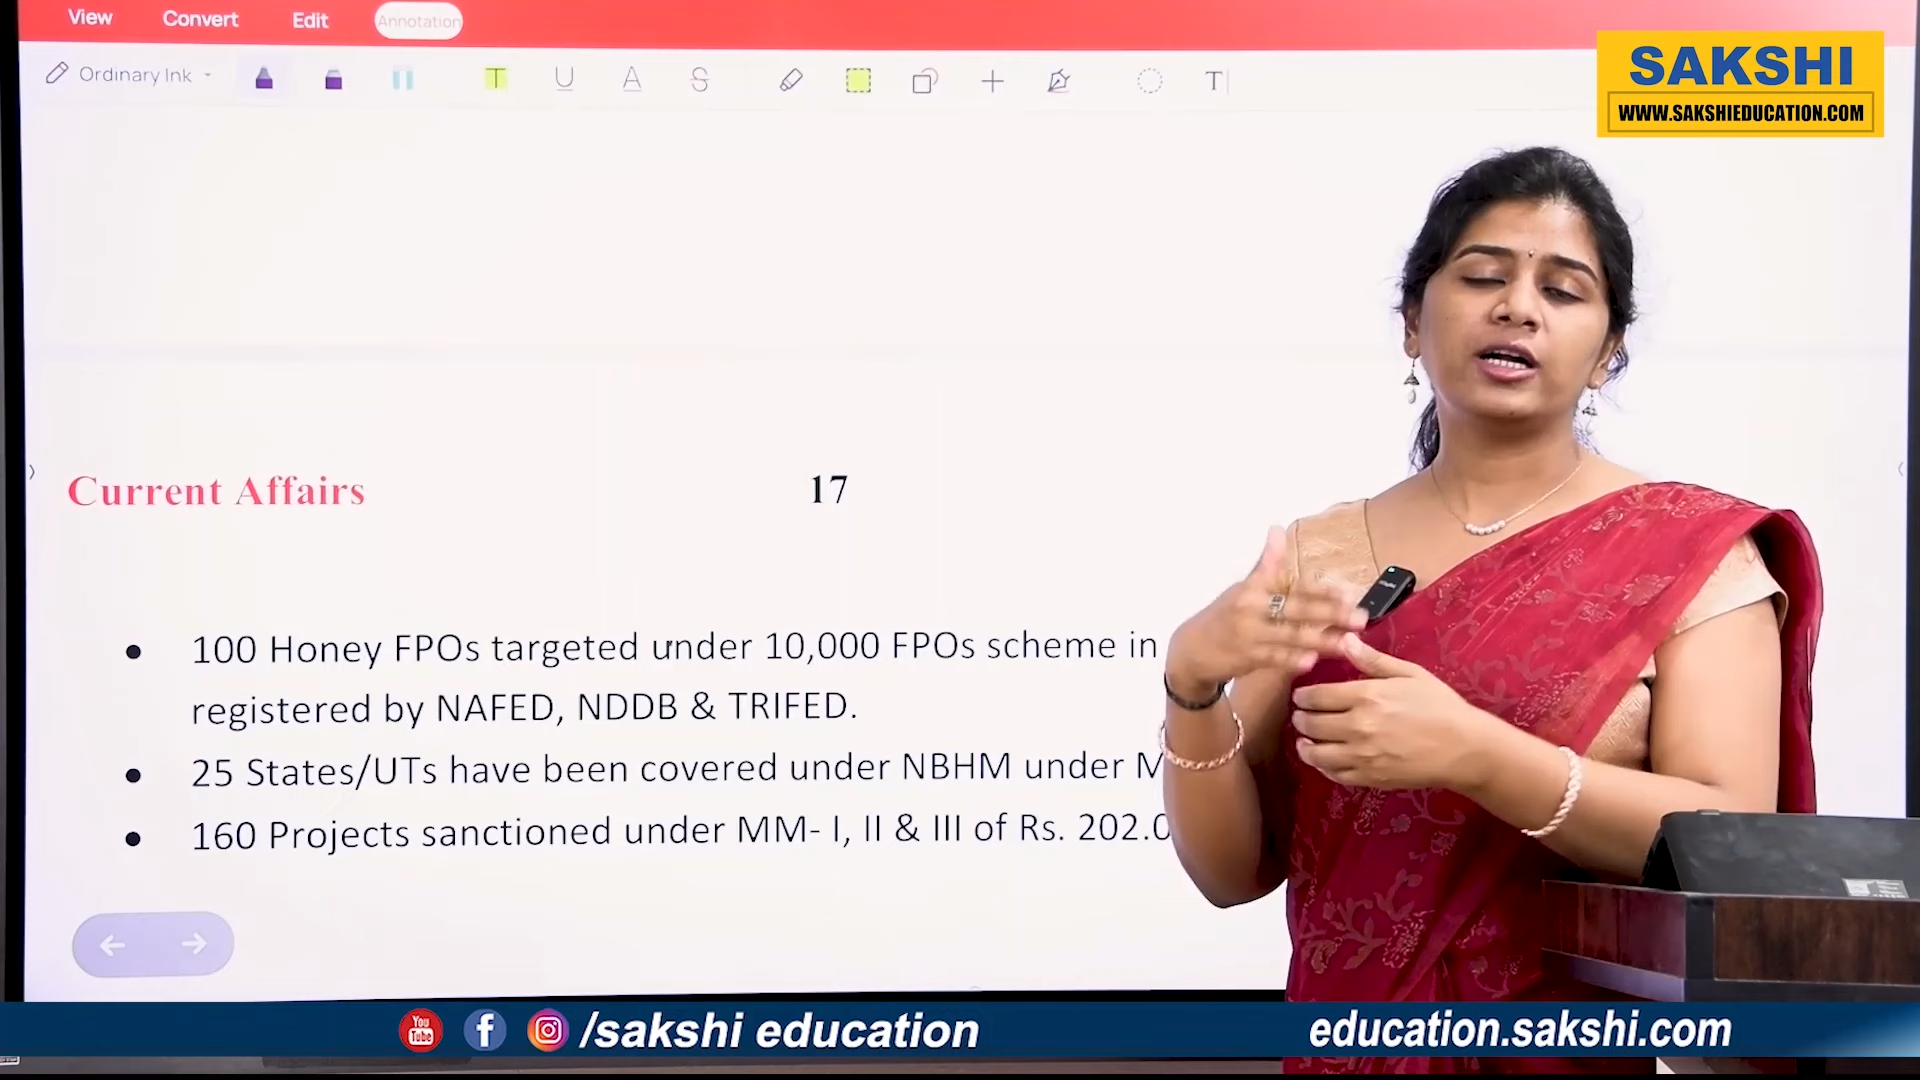 View Convert Edit Annotation
Ordinary Ink
SAKSHI
WWW.SAKSHIEDUCATION.COM
Current Affairs
17
100 Honey FPOs targeted under 10,000 FPOs scheme in
registered by NAFED, NDDB & TRIFED.
25 States/UTs have been covered under NBHM under M
160 Projects sanctioned under MM- I, II & III of Rs. 202.0
You Tube /sakshi education
education.sakshi.com